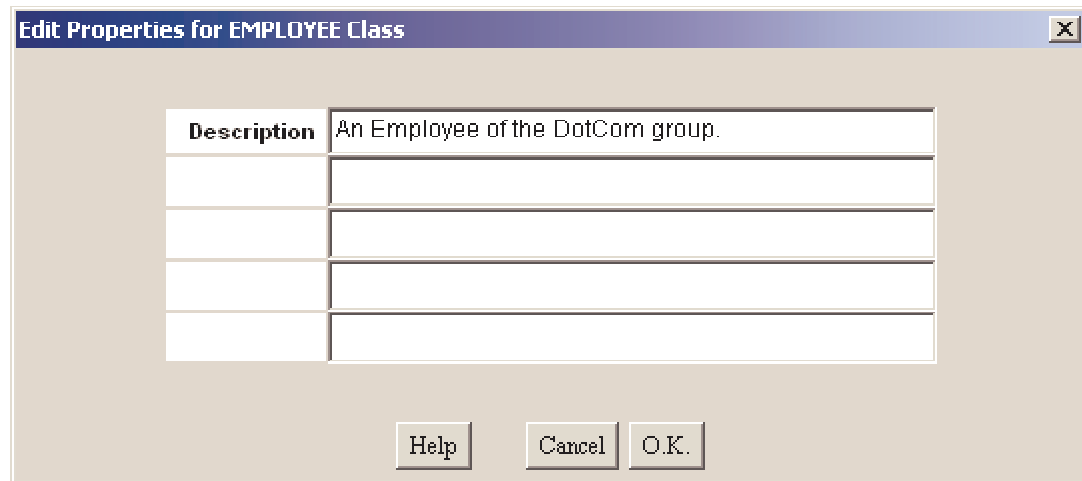 Edit Properties for EMPLOYEE Class
Description An Employee of the DotCom group.
Help Cancel O.K.